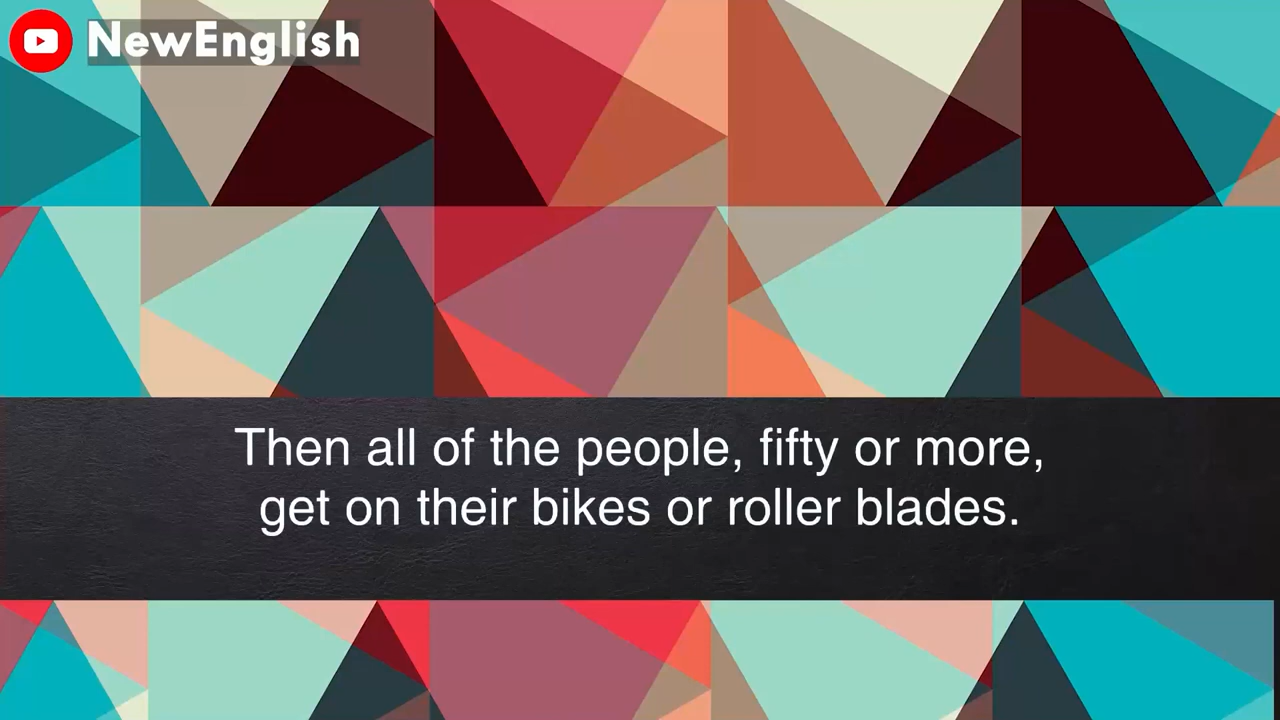 NewEnglish
Then all of the people, fifty or more,
get on their bikes or roller blades.